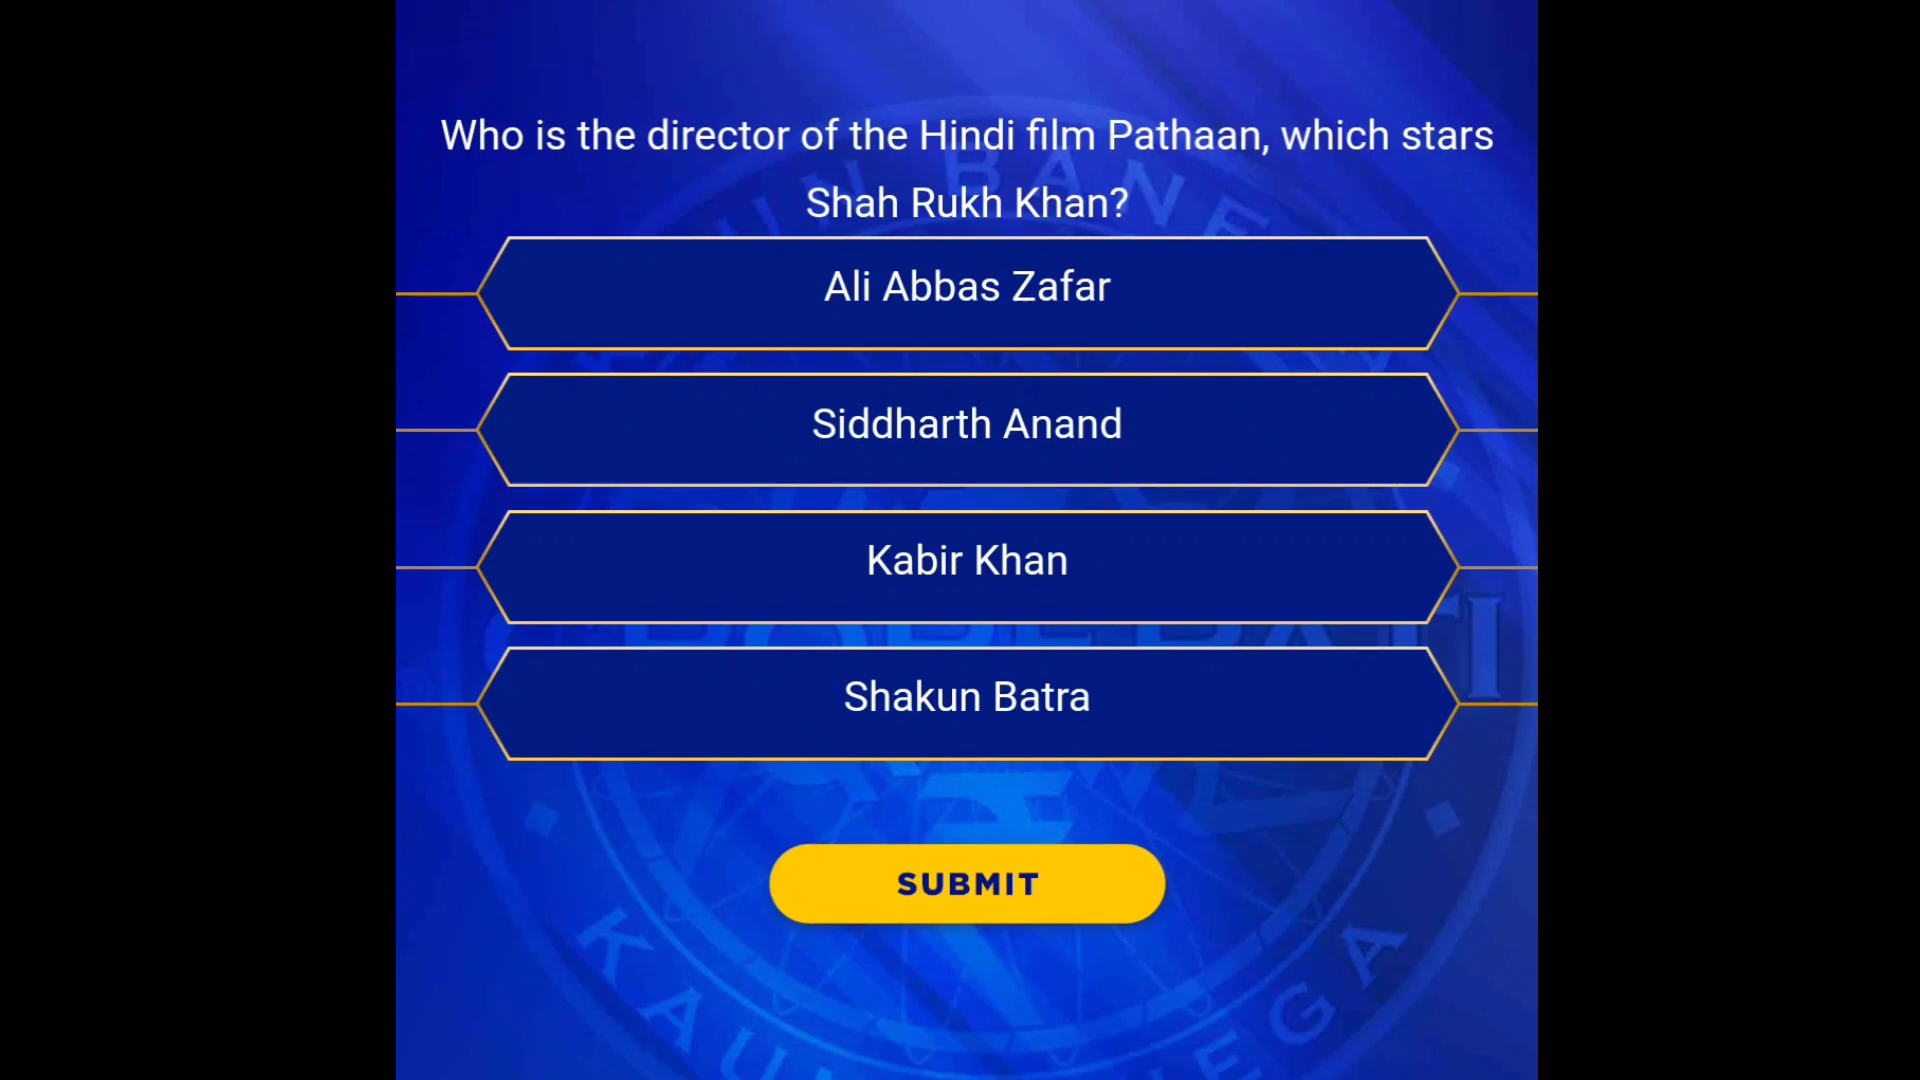 Who is the director of the Hindi film Pathaan, which stars
Shah Rukh Khan?
Ali Abbas Zafar
Siddharth Anand
Kabir Khan
Shakun Batra
SUBMIT